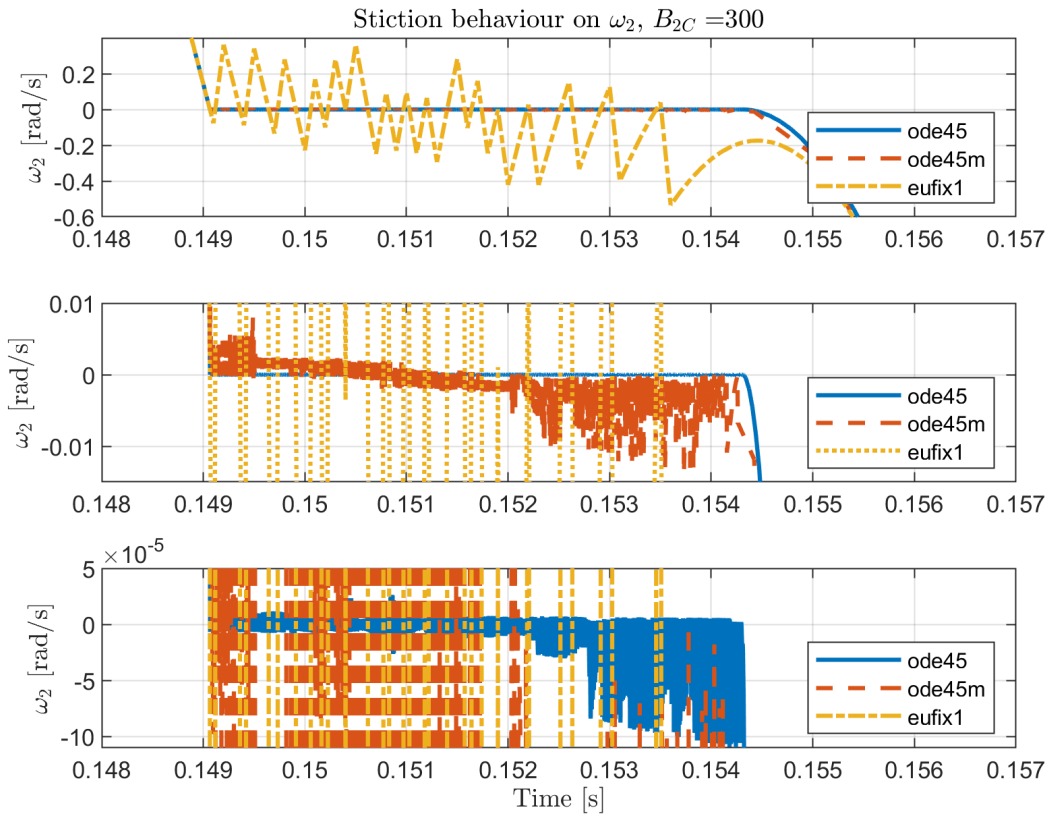 Stiction behaviour on ω₂, B₂C =300
0.2
0
-0.2
-0.4
-0.6
ω₂ [rad/s]
ode45
ode45m
eufix1
0.148 0.149 0.15 0.151 0.152 0.153 0.154 0.155 0.156 0.157
0.01
0
-0.01
ω₂ [rad/s]
ode45
ode45m
eufix1
0.148 0.149 0.15 0.151 0.152 0.153 0.154 0.155 0.156 0.157
×10⁻⁵
5
0
-5
-10
ω₂ [rad/s]
ode45
ode45m
eufix1
0.148 0.149 0.15 0.151 0.152 0.153 0.154 0.155 0.156 0.157
Time [s]